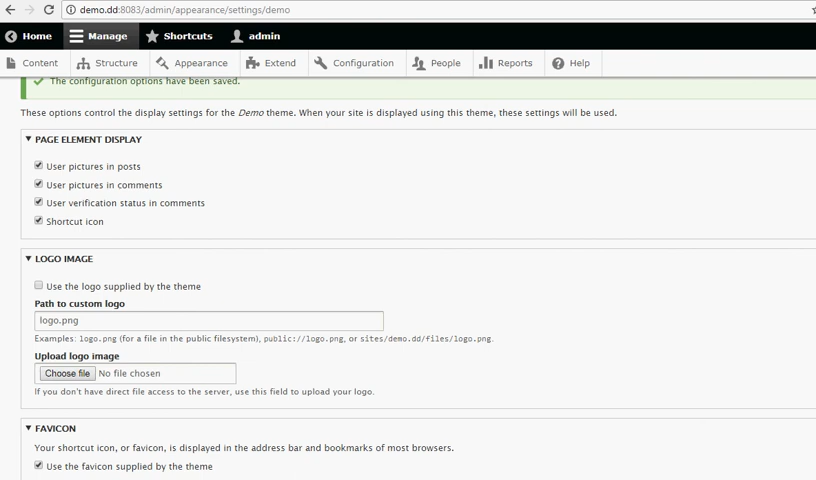 demo.dd:8083/admin/appearance/settings/demo
Home Manage Shortcuts admin
Content Structure Appearance Extend Configuration People Reports Help
The configuration options have been saved.
These options control the display settings for the Demo theme. When your site is displayed using this theme, these settings will be used.
PAGE ELEMENT DISPLAY
User pictures in posts
User pictures in comments
User verification status in comments
Shortcut icon
LOGO IMAGE
Use the logo supplied by the theme
Path to custom logo
logo.png
Examples: logo.png (for a file in the public filesystem), public://logo.png, or sites/demo.dd/files/logo.png.
Upload logo image
Choose file No file chosen
If you don't have direct file access to the server, use this field to upload your logo.
FAVICON
Your shortcut icon, or favicon, is displayed in the address bar and bookmarks of most browsers.
Use the favicon supplied by the theme